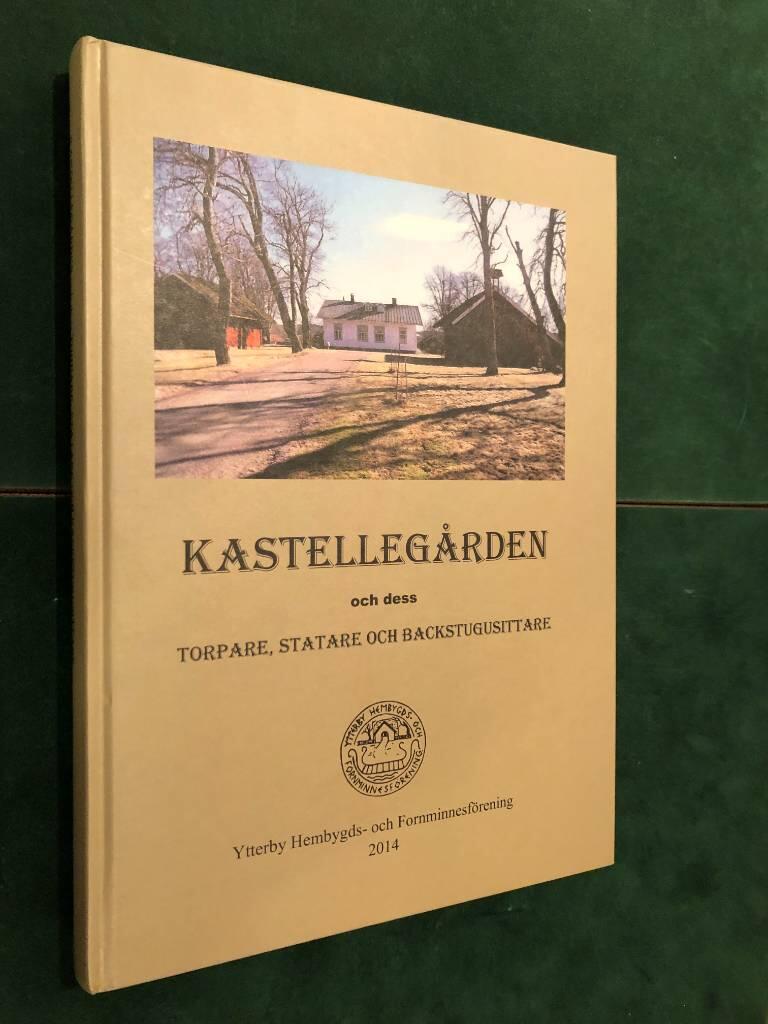 KASTELLEGÅRDEN
och dess
TORPARE, STATARE OCH BACKSTUGUSITTARE
YTTERBY HEMBYGDS- OCH
FORNMINNESFÖRENING
Ytterby Hembygds- och Fornminnesförening
2014